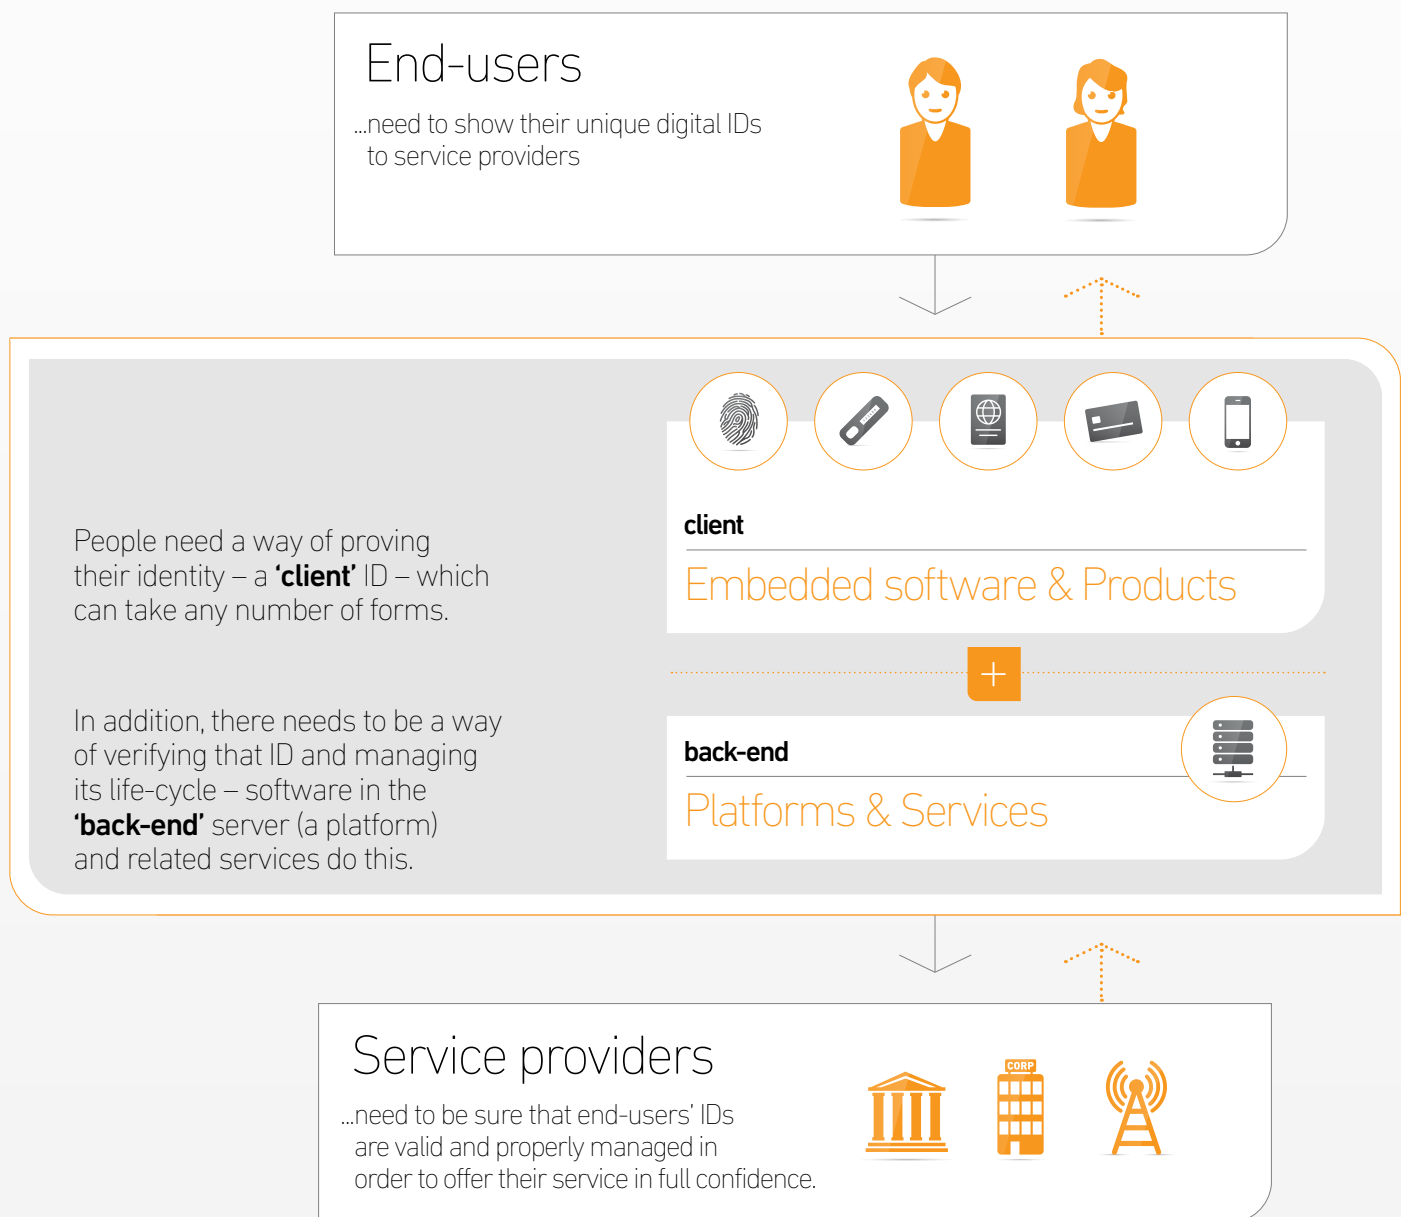 End-users
...need to show their unique digital IDs
to service providers
People need a way of proving
their identity – a ‘client’ ID – which
can take any number of forms.
In addition, there needs to be a way
of verifying that ID and managing
its life-cycle – software in the
‘back-end’ server (a platform)
and related services do this.
client
Embedded software & Products
+
back-end
Platforms & Services
Service providers
...need to be sure that end-users’ IDs
are valid and properly managed in
order to offer their service in full confidence.
CORP